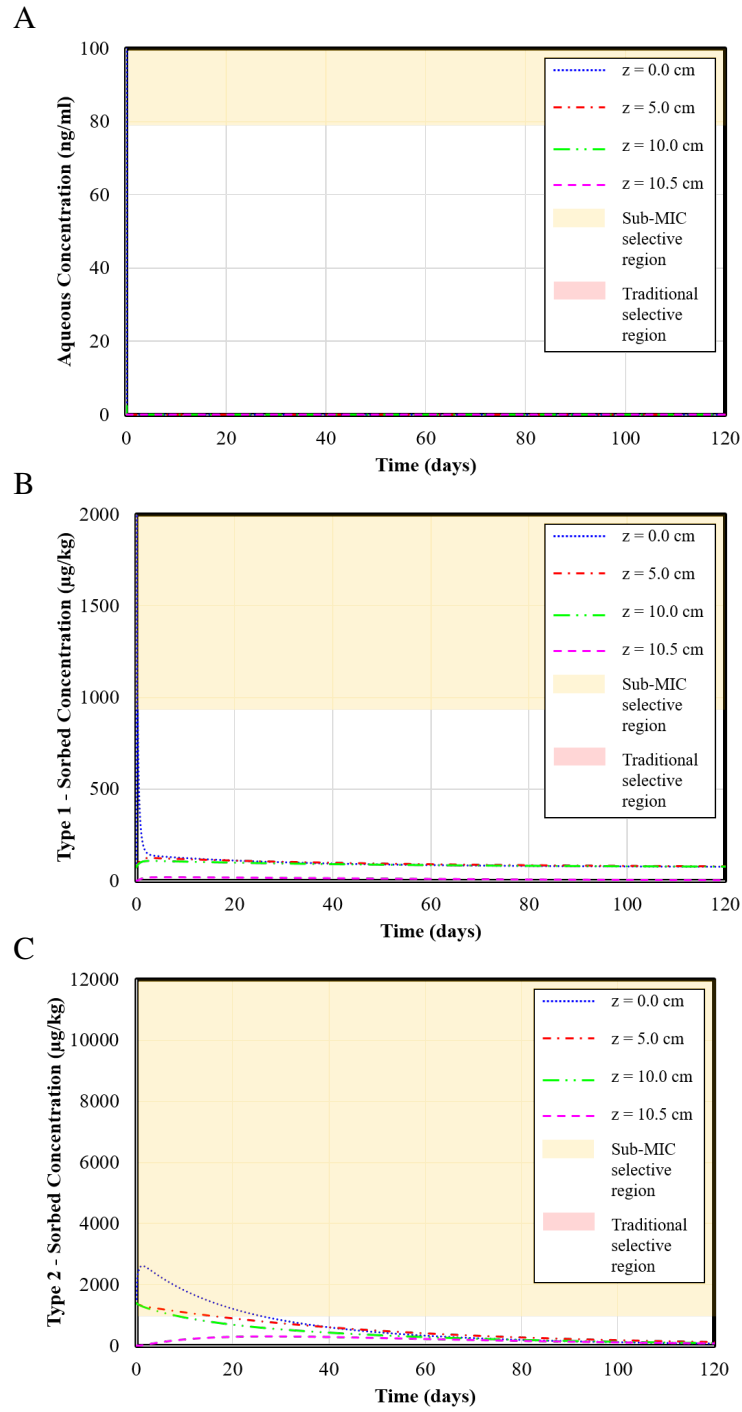 A
Aqueous Concentration (ng/ml)
100
80
60
40
20
0
0 20 40 60 80 100 120
Time (days)
z = 0.0 cm
z = 5.0 cm
z = 10.0 cm
z = 10.5 cm
Sub-MIC
selective
region
Traditional
selective
region
B
Type 1 - Sorbed Concentration (µg/kg)
2000
1500
1000
500
0
0 20 40 60 80 100 120
Time (days)
z = 0.0 cm
z = 5.0 cm
z = 10.0 cm
z = 10.5 cm
Sub-MIC
selective
region
Traditional
selective
region
C
Type 2 - Sorbed Concentration (µg/kg)
12000
10000
8000
6000
4000
2000
0
0 20 40 60 80 100 120
Time (days)
z = 0.0 cm
z = 5.0 cm
z = 10.0 cm
z = 10.5 cm
Sub-MIC
selective
region
Traditional
selective
region